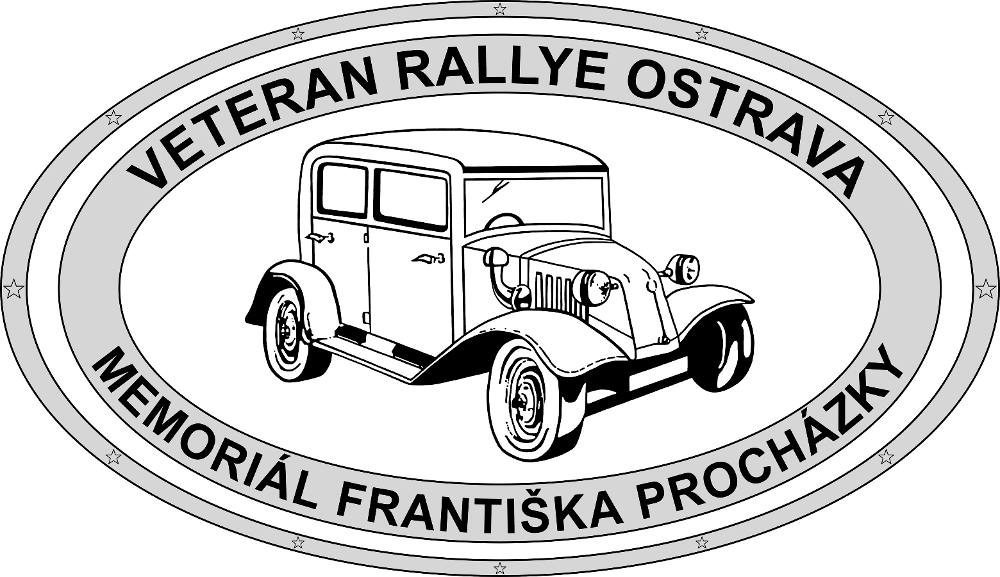 VETERAN RALLYE OSTRAVA
MEMORIÁL FRANTIŠKA PROCHÁZKY